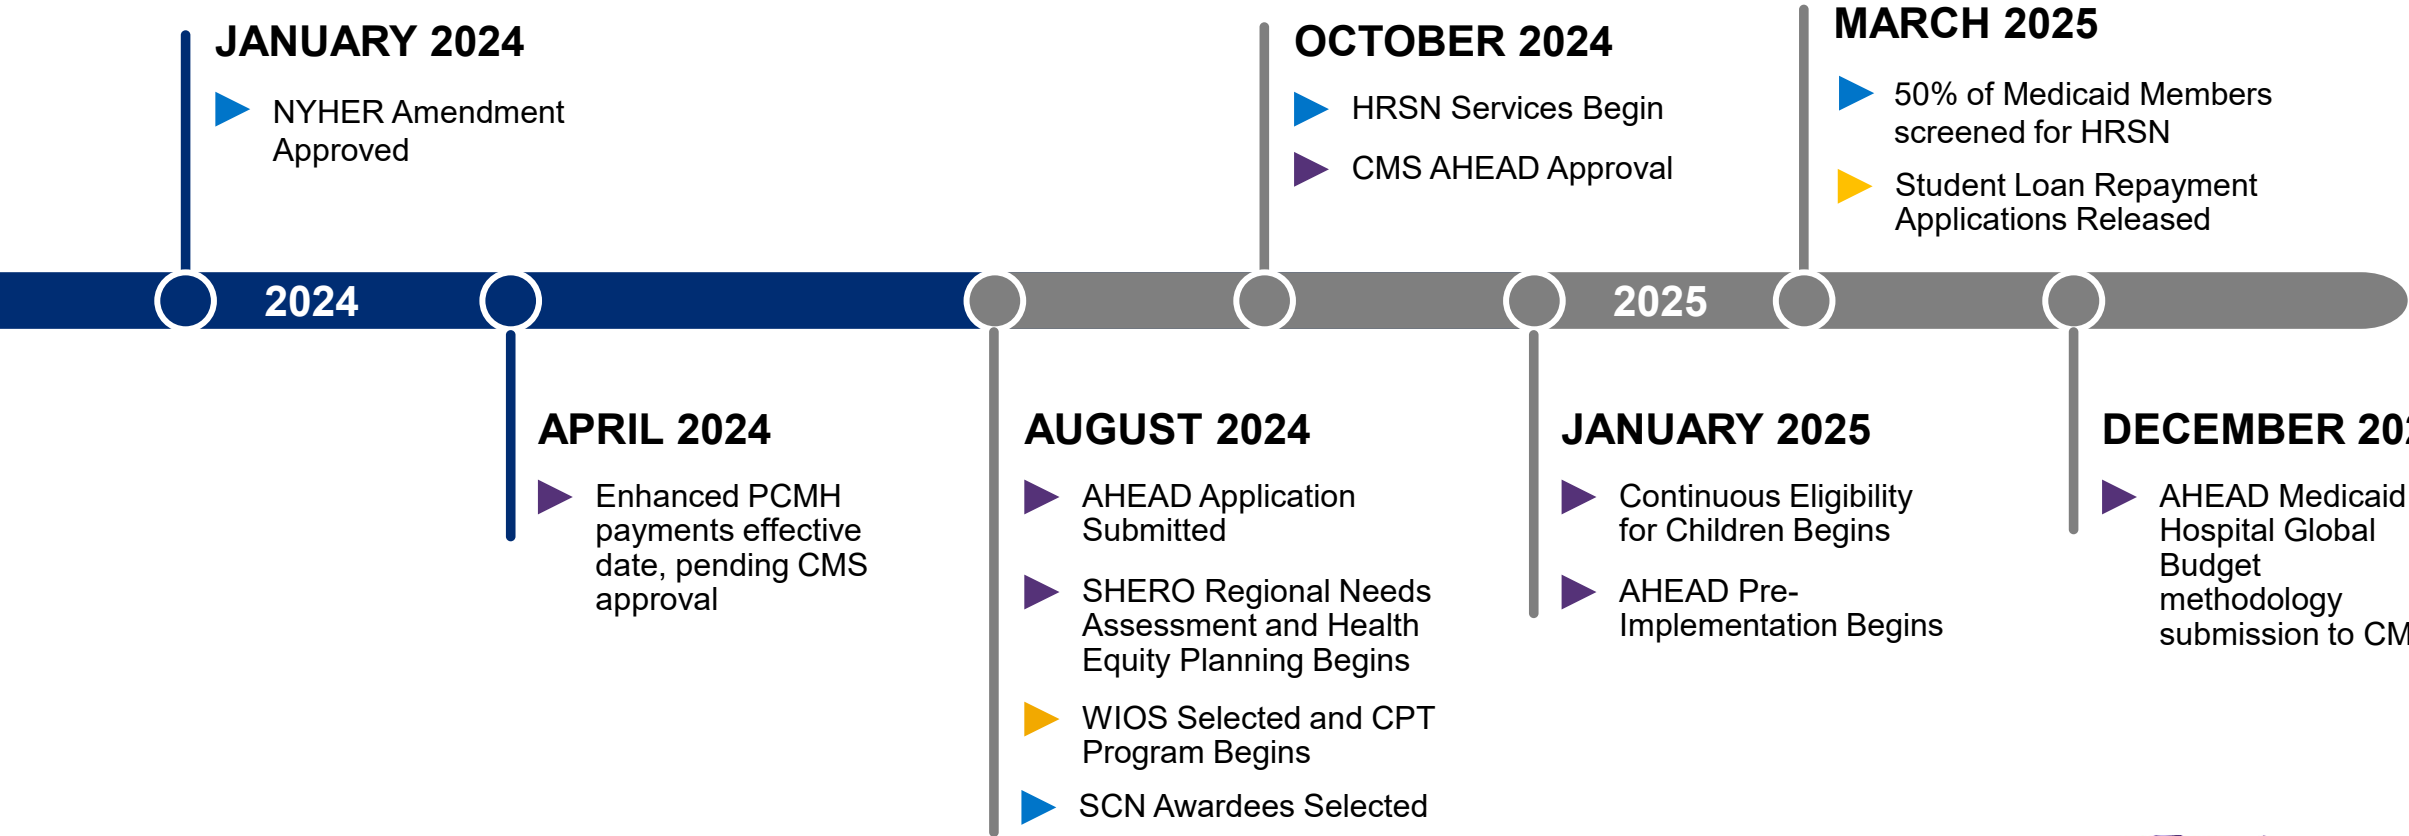 JANUARY 2024
NYHER Amendment
Approved
OCTOBER 2024
HRSN Services Begin
CMS AHEAD Approval
MARCH 2025
50% of Medicaid Members
screened for HRSN
Student Loan Repayment
Applications Released
2024
2025
APRIL 2024
Enhanced PCMH
payments effective
date, pending CMS
approval
AUGUST 2024
AHEAD Application
Submitted
SHERO Regional Needs
Assessment and Health
Equity Planning Begins
WIOS Selected and CPT
Program Begins
SCN Awardees Selected
JANUARY 2025
Continuous Eligibility
for Children Begins
AHEAD Pre-
Implementation Begins
DECEMBER
AHEAD Medicaid
Hospital Global
Budget
methodology
submission to